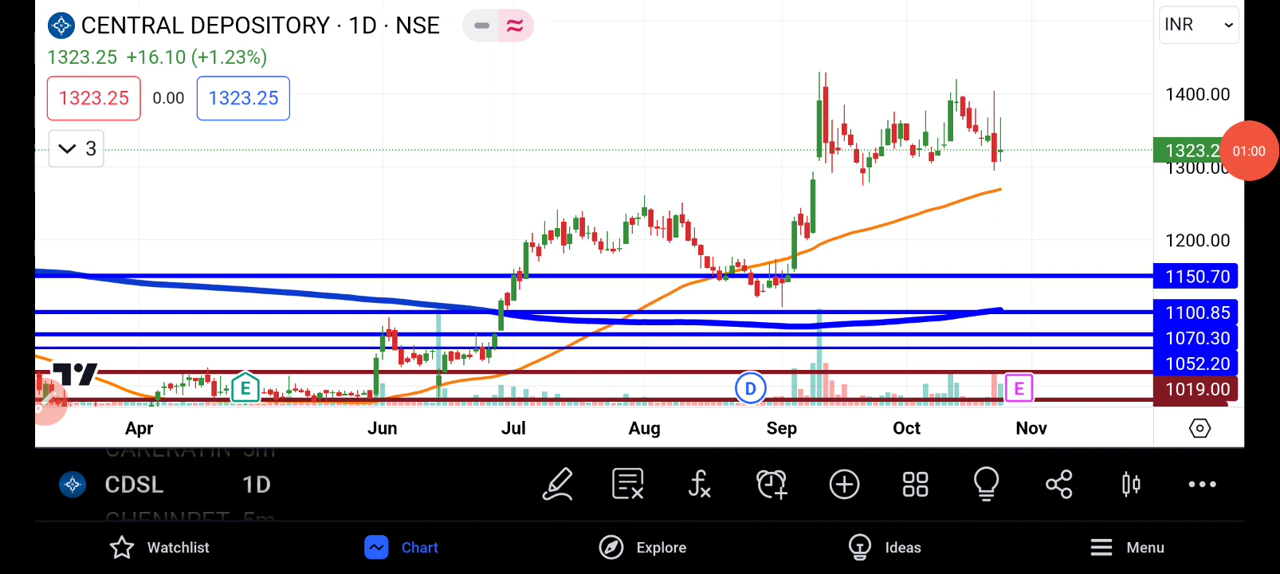 CENTRAL DEPOSITORY · 1D · NSE
INR
1323.25 +16.10 (+1.23%)
1323.25 0.00 1323.25
3
1400.00
1323.2
01:00
1300.00
1200.00
1150.70
1100.85
1070.30
1052.20
1019.00
E D E
Apr Jun Jul Aug Sep Oct Nov
CDSL 1D
Watchlist Chart Explore Ideas Menu